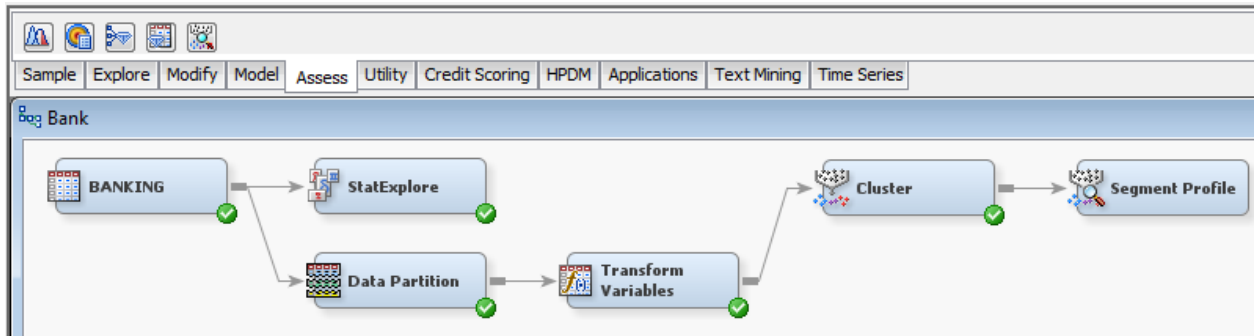 Sample Explore Modify Model Assess Utility Credit Scoring HPDM Applications Text Mining Time Series
Bank
BANKING
StatExplore
Cluster
Segment Profile
Data Partition
Transform
Variables